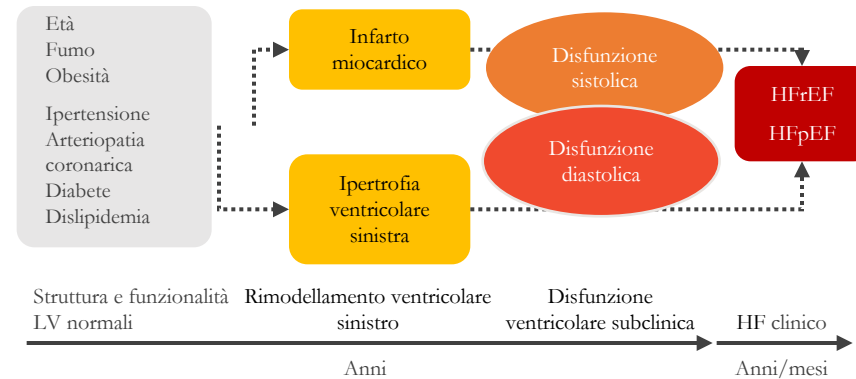 Età
Fumo
Obesità
Ipertensione
Arteriopatia
coronarica
Diabete
Dislipidemia
Infarto
miocardico
Ipertrofia
ventricolare
sinistra
Disfunzione
sistolica
Disfunzione
diastolica
HFrEF
HFpEF
Struttura e funzionalità
LV normali
Rimodellamento ventricolare
sinistro
Disfunzione
ventricolare subclinica
HF clinico
Anni
Anni/mesi